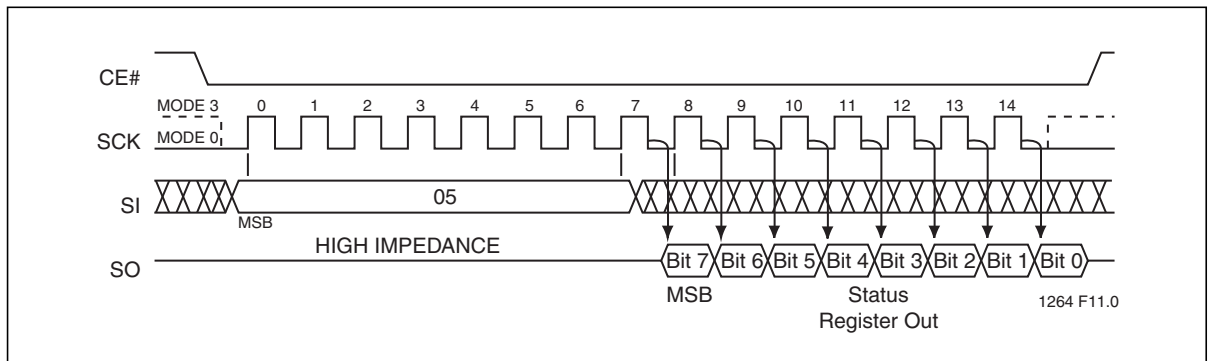 CE#
MODE 3 0 1 2 3 4 5 6 7 8 9 10 11 12 13 14
SCK MODE 0
SI 05
MSB
HIGH IMPEDANCE
SO Bit 7 Bit 6 Bit 5 Bit 4 Bit 3 Bit 2 Bit 1 Bit 0
MSB Status
Register Out
1264 F11.0